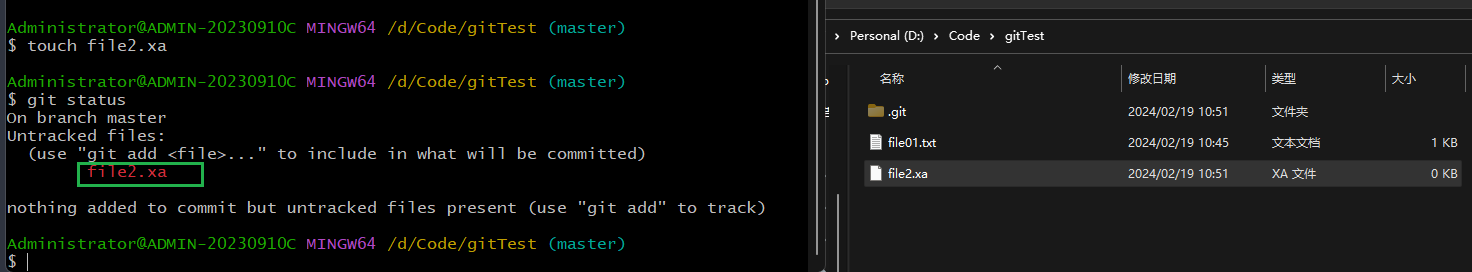 Administrator@ADMIN-20230910C MINGW64 /d/Code/gitTest (master)
$ touch file2.xa
Administrator@ADMIN-20230910C MINGW64 /d/Code/gitTest (master)
$ git status
On branch master
Untracked files:
  (use "git add <file>..." to include in what will be committed)
        file2.xa
nothing added to commit but untracked files present (use "git add" to track)
Administrator@ADMIN-20230910C MINGW64 /d/Code/gitTest (master)
$
› Personal (D:) › Code › gitTest
名称 修改日期 类型 大小
.git 2024/02/19 10:51 文件夹
file01.txt 2024/02/19 10:45 文本文档 1 KB
file2.xa 2024/02/19 10:51 XA 文件 0 KB